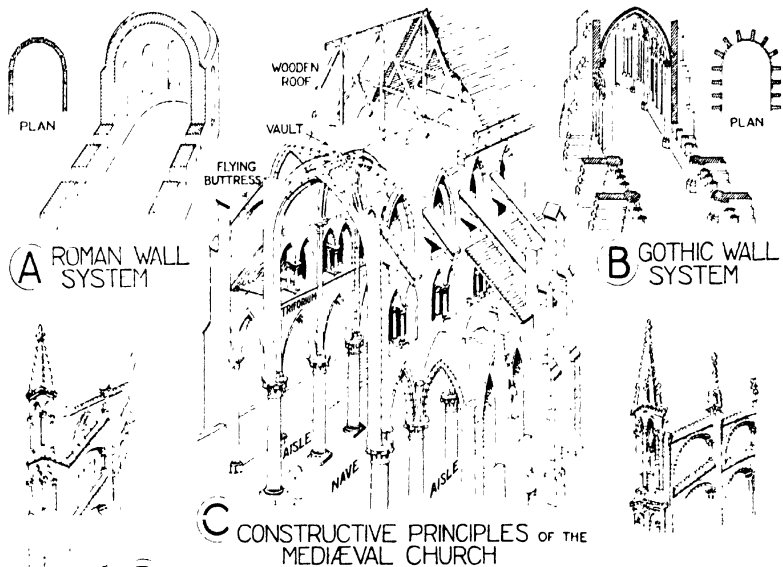 PLAN
A ROMAN WALL
SYSTEM
WOODEN
ROOF
VAULT
FLYING
BUTTRESS
TRIFORIUM
AISLE
NAVE
AISLE
PLAN
B GOTHIC WALL
SYSTEM
C CONSTRUCTIVE PRINCIPLES OF THE
MEDIÆVAL CHURCH